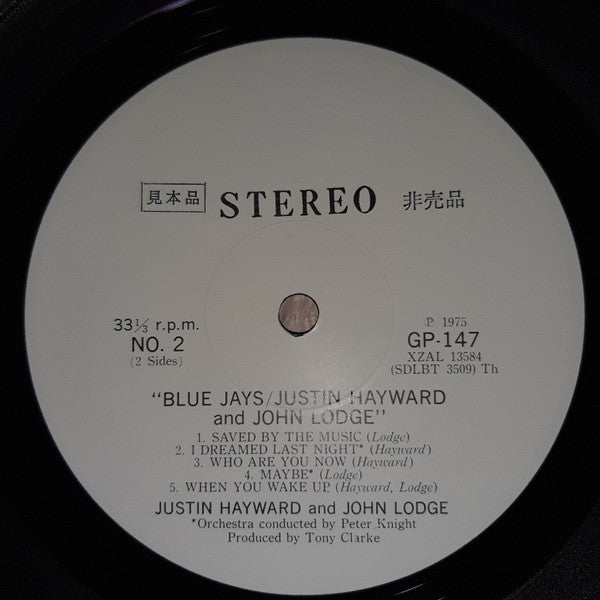 見本品 STEREO 非売品
33⅓ r.p.m.
NO. 2
(2 Sides)
Ⓟ 1975
GP-147
XZAL 13584
(SDLBT 3509) Th
"BLUE JAYS/JUSTIN HAYWARD
and JOHN LODGE"
1. SAVED BY THE MUSIC (Lodge)
2. I DREAMED LAST NIGHT* (Hayward)
3. WHO ARE YOU NOW (Hayward)
4. MAYBE* (Lodge)
5. WHEN YOU WAKE UP (Hayward, Lodge)
JUSTIN HAYWARD and JOHN LODGE
*Orchestra conducted by Peter Knight
Produced by Tony Clarke